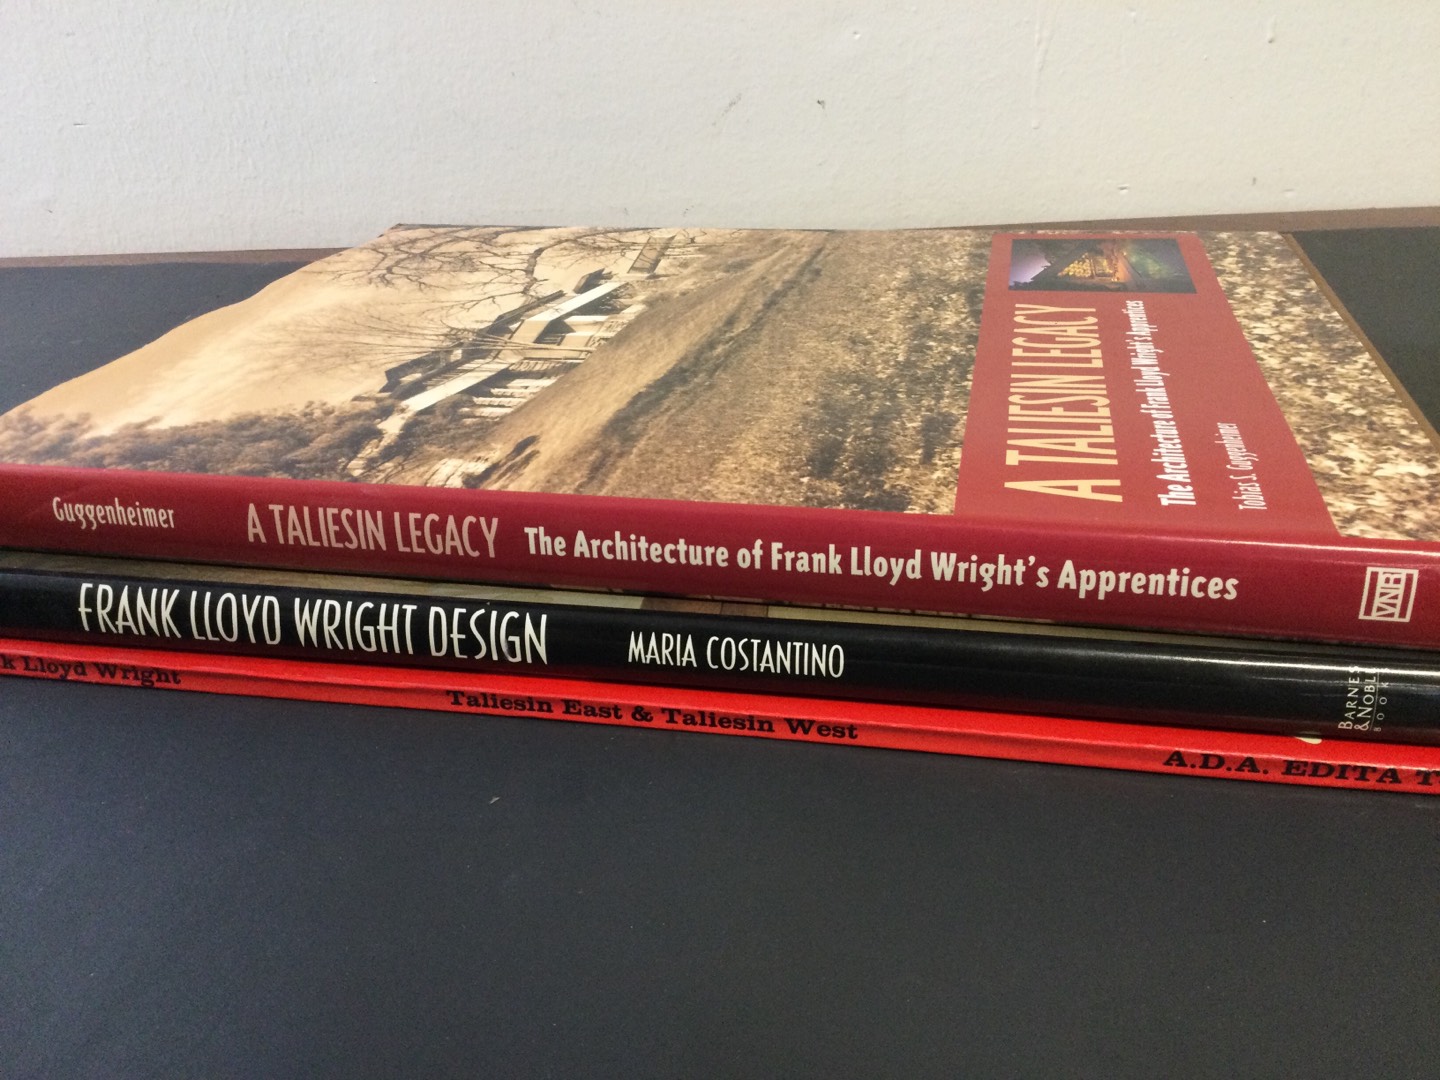 A TALIESIN LEGACY
The Architecture of Frank Lloyd Wright's Apprentices
Tobias S. Guggenheimer
Guggenheimer A TALIESIN LEGACY The Architecture of Frank Lloyd Wright's Apprentices VNR
FRANK LLOYD WRIGHT DESIGN MARIA COSTANTINO
BARNES
& NOBLE
BOOKS
k Lloyd Wright Taliesin East & Taliesin West A.D.A. EDITA T